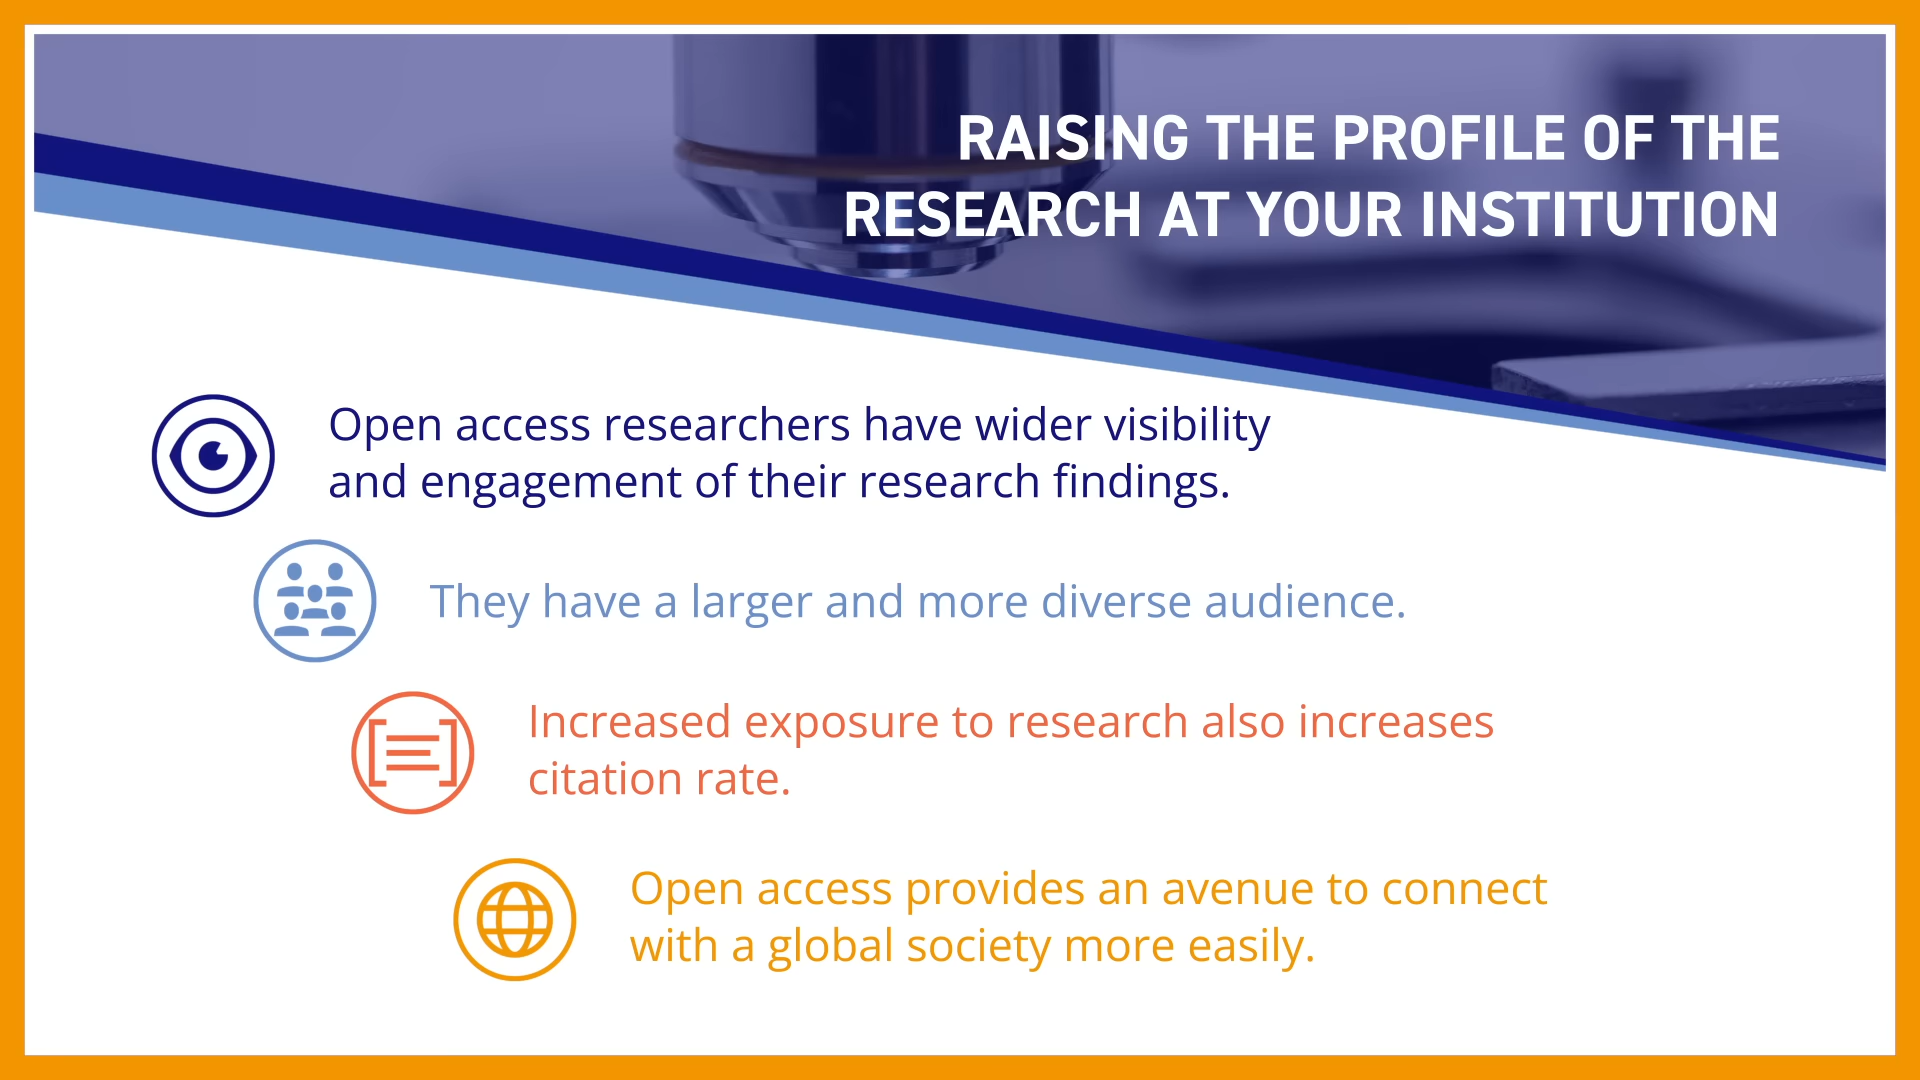 RAISING THE PROFILE OF THE
RESEARCH AT YOUR INSTITUTION
Open access researchers have wider visibility
and engagement of their research findings.
They have a larger and more diverse audience.
Increased exposure to research also increases
citation rate.
Open access provides an avenue to connect
with a global society more easily.